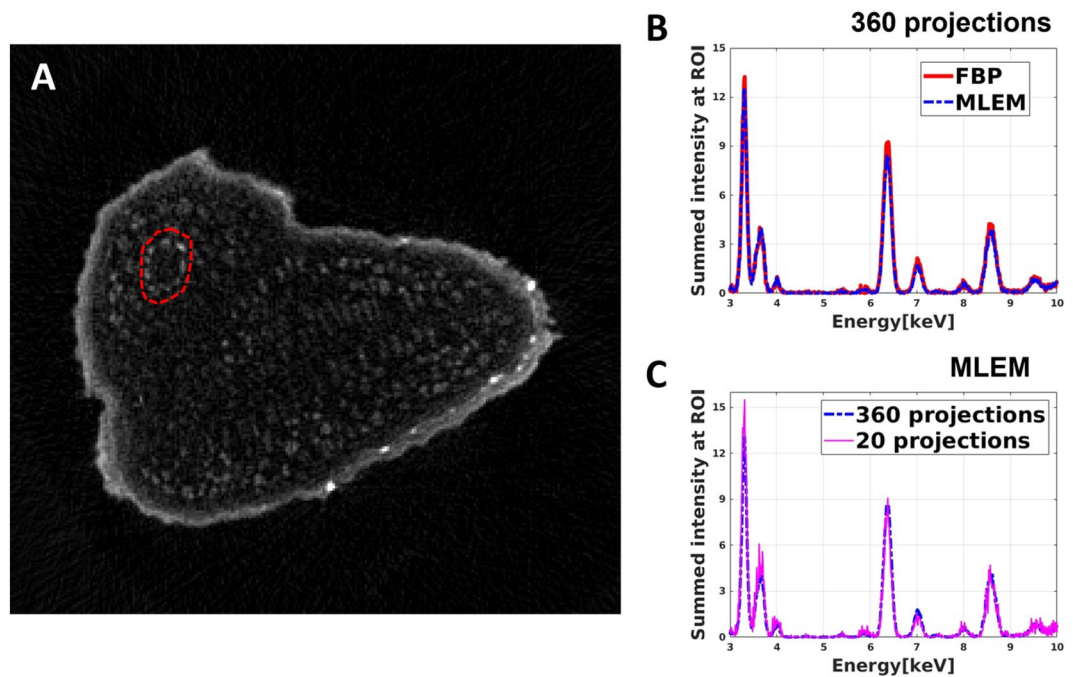 A
B
360 projections
Summed intensity at ROI
15
12
9
6
3
0
FBP
MLEM
3 4 5 6 7 8 9 10
Energy[keV]
C
MLEM
Summed intensity at ROI
15
12
9
6
3
0
360 projections
20 projections
3 4 5 6 7 8 9 10
Energy[keV]